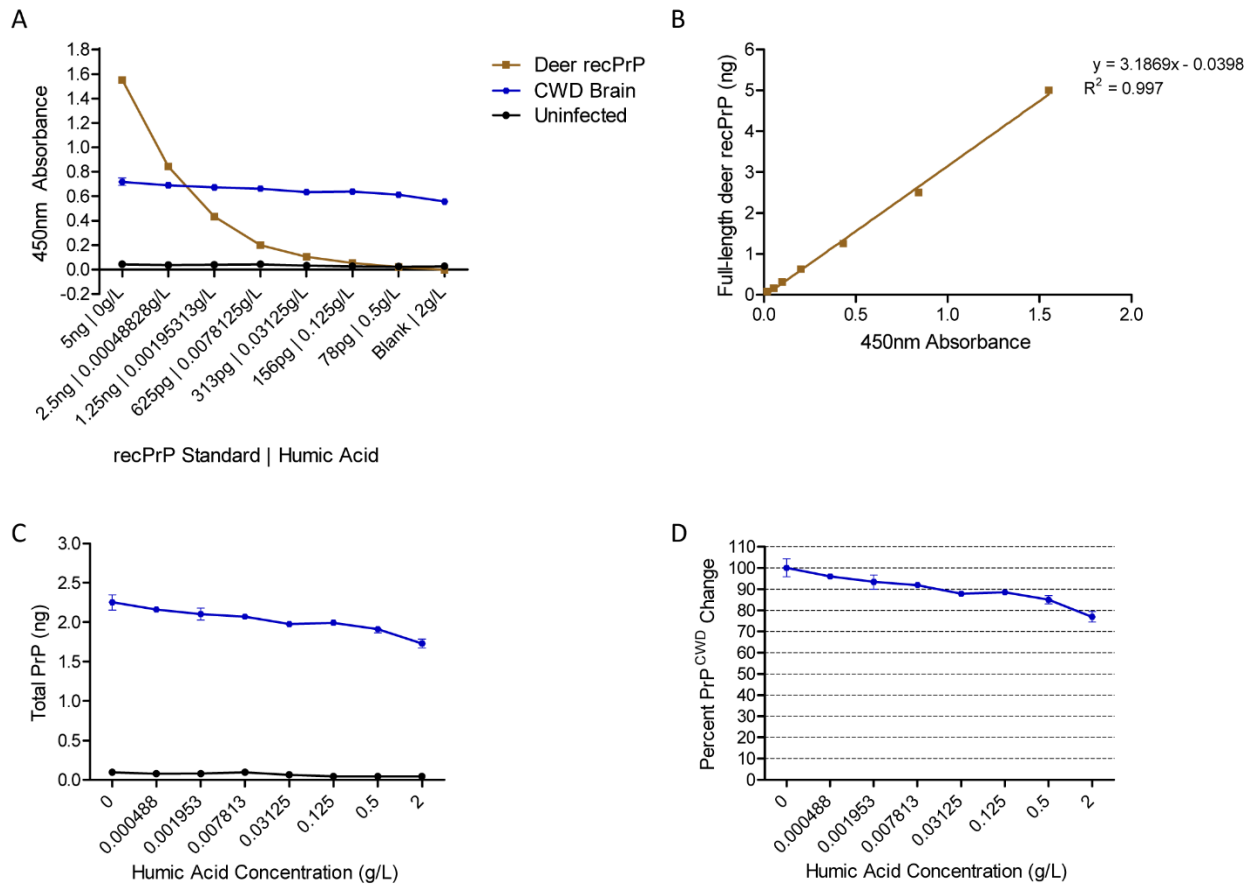 A
1.8
1.6
1.4
1.2
1.0
0.8
0.6
0.4
0.2
0.0
-0.2
450nm Absorbance
Deer recPrP
CWD Brain
Uninfected
5ng | 0g/L
2.5ng | 0.00048828g/L
1.25ng | 0.00195313g/L
625pg | 0.0078125g/L
313pg | 0.03125g/L
156pg | 0.125g/L
78pg | 0.5g/L
Blank | 2g/L
recPrP Standard | Humic Acid
B
6
5
4
3
2
1
0
Full-length deer recPrP (ng)
y = 3.1869x - 0.0398
R² = 0.997
0.0 0.5 1.0 1.5 2.0
450nm Absorbance
C
3.0
2.5
2.0
1.5
1.0
0.5
0.0
Total PrP (ng)
0
0.000488
0.001953
0.007813
0.03125
0.125
0.5
2
Humic Acid Concentration (g/L)
D
110
100
90
80
70
60
50
40
30
20
10
0
Percent PrP^CWD Change
0
0.000488
0.001953
0.007813
0.03125
0.125
0.5
2
Humic Acid Concentration (g/L)